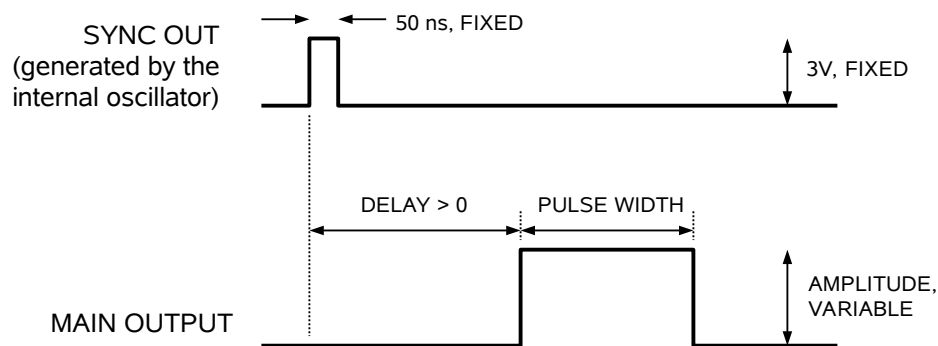 SYNC OUT
(generated by the
internal oscillator)
50 ns, FIXED
3V, FIXED
DELAY > 0
PULSE WIDTH
AMPLITUDE,
VARIABLE
MAIN OUTPUT